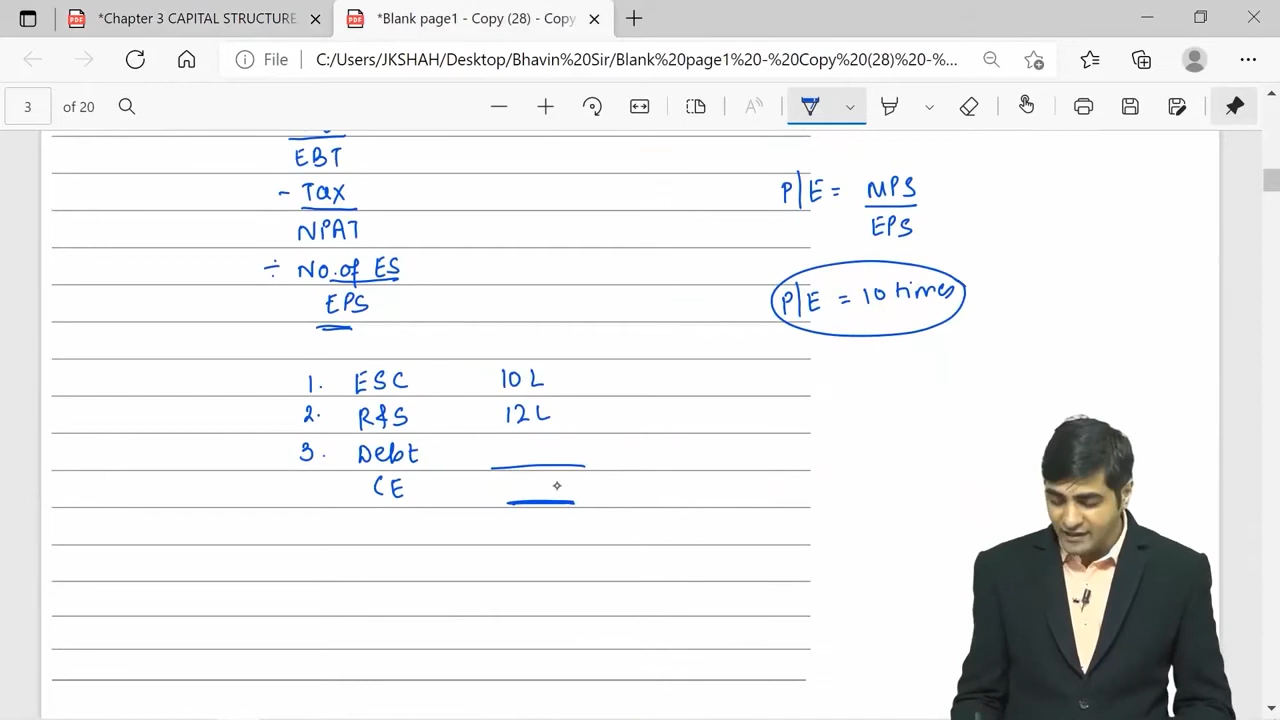 *Chapter 3 CAPITAL STRUCTURE
*Blank page1 - Copy (28) - Copy
File
C:/Users/JKSHAH/Desktop/Bhavin%20Sir/Blank%20page1%20-%20Copy%20(28)%20-%...
3 of 20
EBT
- Tax
NPAT
÷ No. of ES
EPS
P/E = MPS
EPS
P/E = 10 times
1. ESC 10 L
2. R&S 12 L
3. Debt
CE